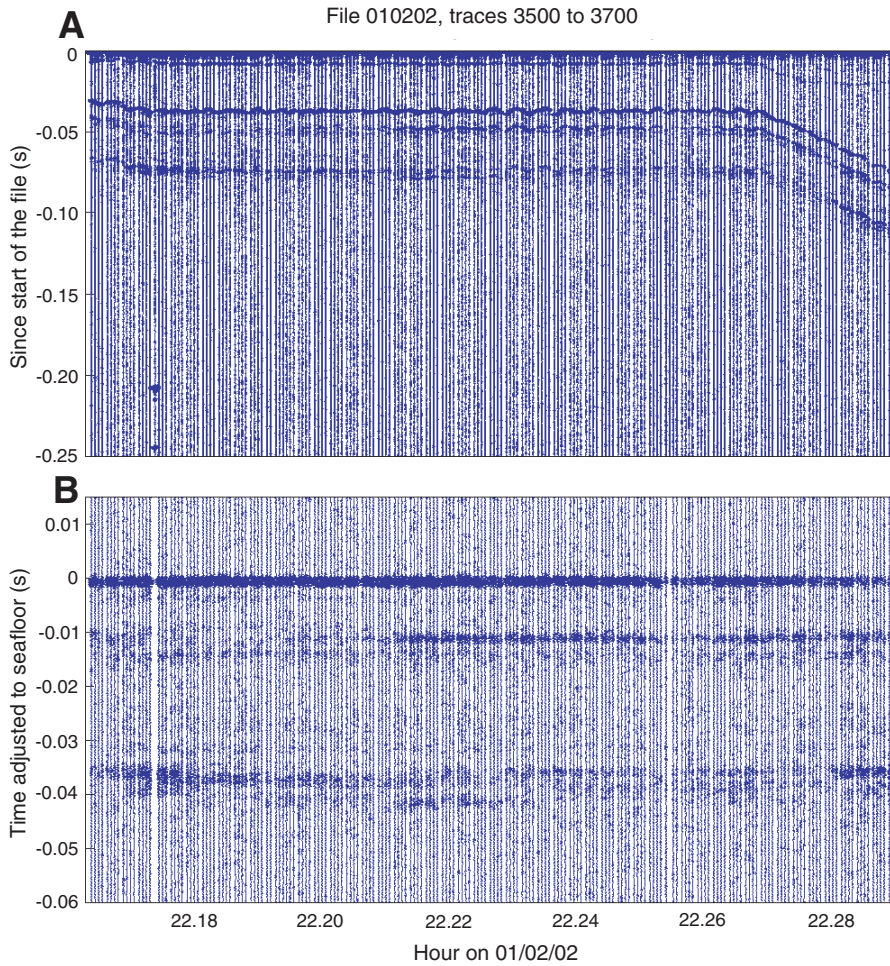 File 010202, traces 3500 to 3700
A
0
-0.05
-0.10
-0.15
-0.20
-0.25
Since start of the file (s)
B
0.01
0
-0.01
-0.02
-0.03
-0.04
-0.05
-0.06
Time adjusted to seafloor (s)
22.18 22.20 22.22 22.24 22.26 22.28
Hour on 01/02/02